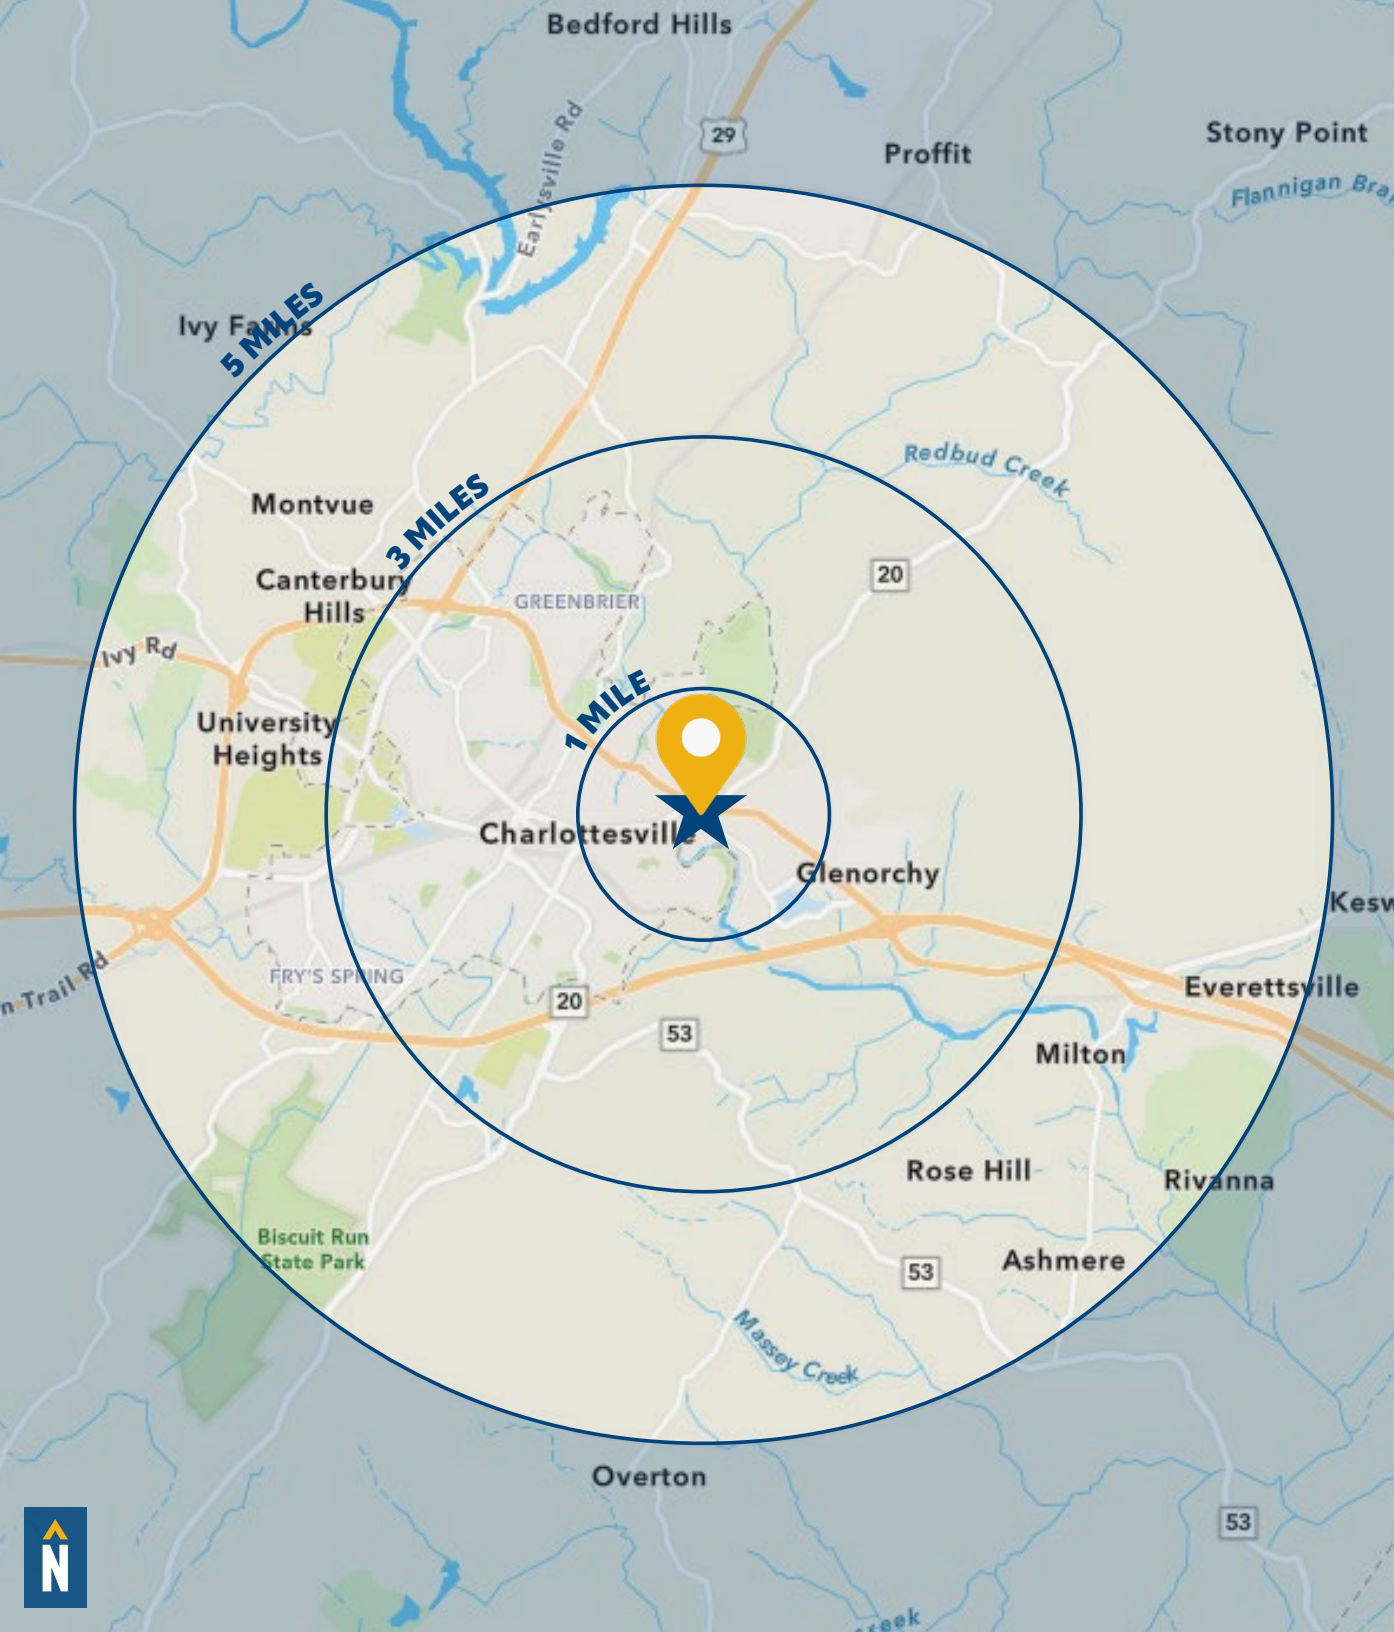 Bedford Hills
29
Earlysville Rd
Proffit
Stony Point
Flannigan Bra
5 MILES
Ivy Farms
Redbud Creek
3 MILES
Montvue
Canterbury
Hills
20
GREENBRIER
Ivy Rd
1 MILE
University
Heights
Charlottesville
Glenorchy
Kesw
n Trail Rd
FRY'S SPRING
20
53
Everettsville
Milton
Rose Hill
Rivanna
Biscuit Run
State Park
53
Ashmere
Massey Creek
Overton
53
N
reek